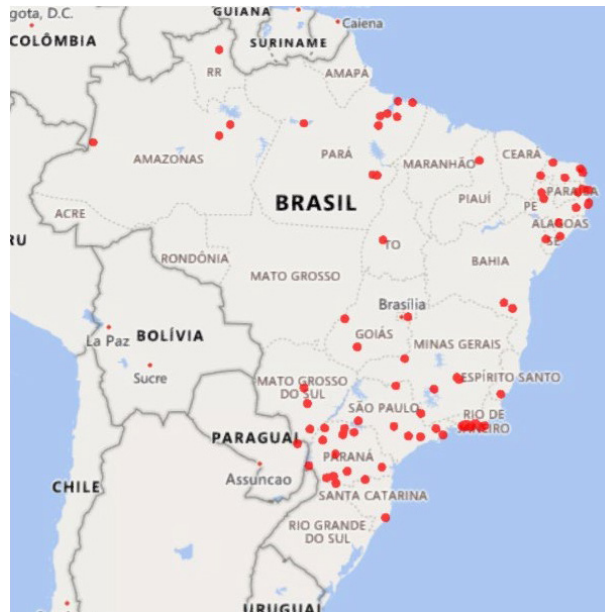 gota, D.C.
GUIANA
Caiena
COLÔMBIA
SURINAME
RR
AMAPÁ
AMAZONAS
PARÁ
MARANHÃO
CEARÁ
BRASIL
PIAUÍ
PARAÍBA
PE
ACRE
ALAGOAS
RU
RONDÔNIA
TO
SE
BAHIA
MATO GROSSO
Brasília
La Paz
BOLÍVIA
GOIÁS
MINAS GERAIS
Sucre
MATO GROSSO
DO SUL
ESPÍRITO SANTO
SÃO PAULO
RIO DE
JANEIRO
PARAGUAI
PARANÁ
Assuncao
CHILE
SANTA CATARINA
RIO GRANDE
DO SUL
URUGUAI